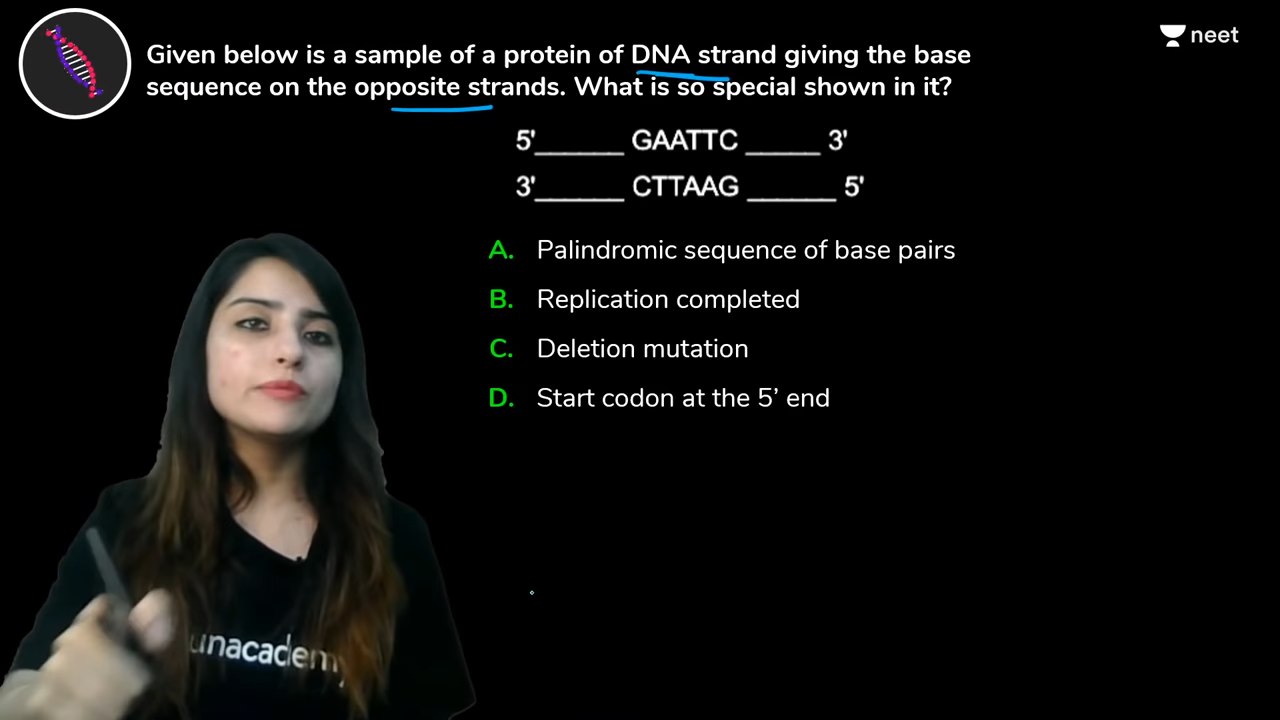 neet
Given below is a sample of a protein of DNA strand giving the base
sequence on the opposite strands. What is so special shown in it?
5'______ GAATTC _____ 3'
3'______ CTTAAG ______ 5'
A. Palindromic sequence of base pairs
B. Replication completed
C. Deletion mutation
D. Start codon at the 5’ end
unacademy